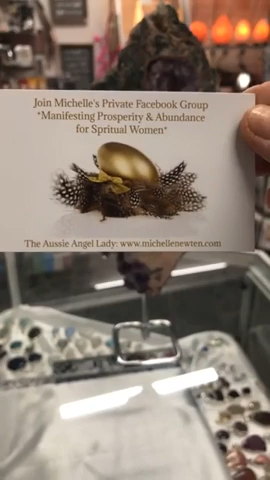 Join Michelle's Private Facebook Group
*Manifesting Prosperity & Abundance
for Spritual Women*
The Aussie Angel Lady: www.michellenewten.com